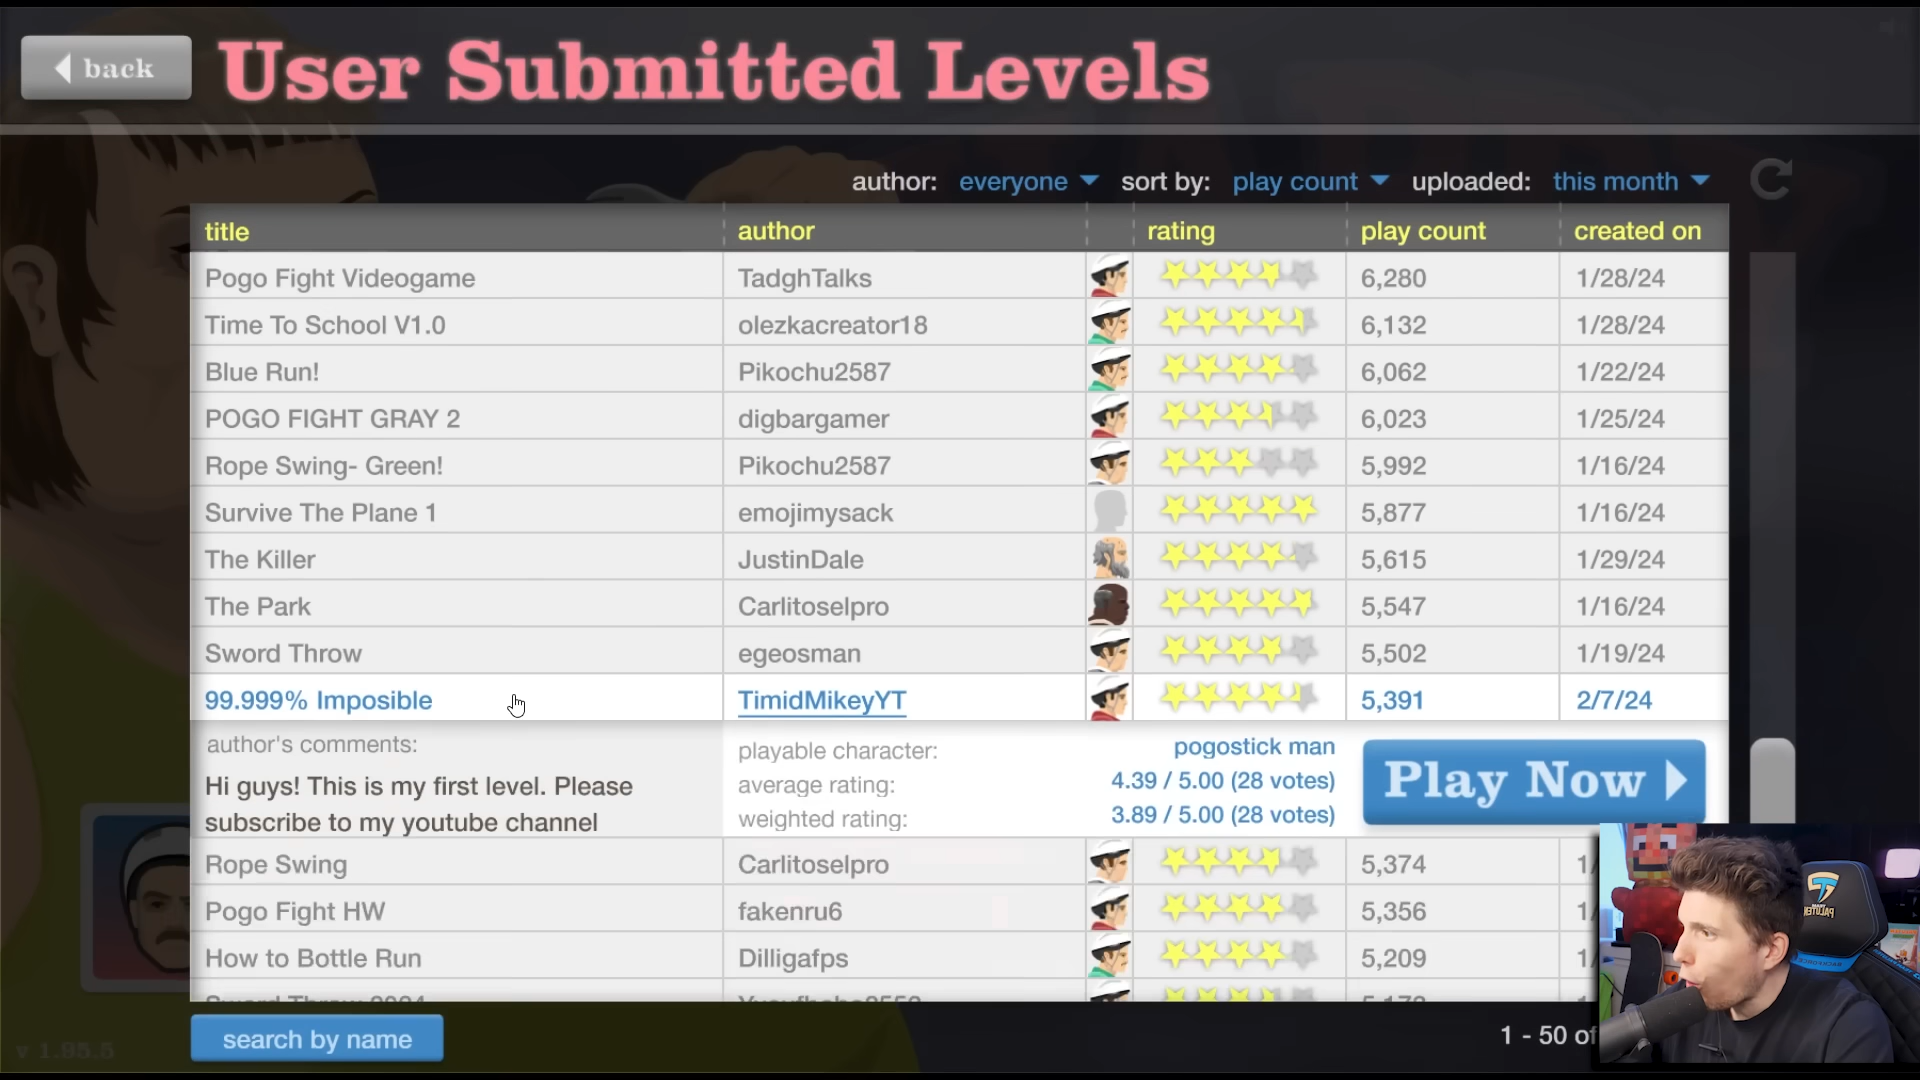 back
User Submitted Levels
author: everyone sort by: play count uploaded: this month
title author rating play count created on
Pogo Fight Videogame TadghTalks 6,280 1/28/24
Time To School V1.0 olezkacreator18 6,132 1/28/24
Blue Run! Pikochu2587 6,062 1/22/24
POGO FIGHT GRAY 2 digbargamer 6,023 1/25/24
Rope Swing- Green! Pikochu2587 5,992 1/16/24
Survive The Plane 1 emojimysack 5,877 1/16/24
The Killer JustinDale 5,615 1/29/24
The Park Carlitoselpro 5,547 1/16/24
Sword Throw egeosman 5,502 1/19/24
99.999% Imposible TimidMikeyYT 5,391 2/7/24
author's comments:
Hi guys! This is my first level. Please
subscribe to my youtube channel
playable character: pogostick man
average rating: 4.39 / 5.00 (28 votes)
weighted rating: 3.89 / 5.00 (28 votes)
Play Now
Rope Swing Carlitoselpro 5,374 1/
Pogo Fight HW fakenru6 5,356 1/
How to Bottle Run Dilligafps 5,209 1/
search by name
1 - 50 of
v 1.95.5